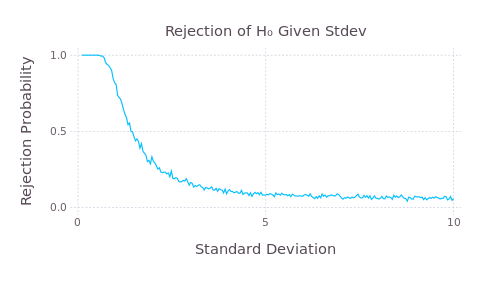 Rejection of H₀ Given Stdev
Rejection Probability
1.0
0.5
0.0
0
5
10
Standard Deviation